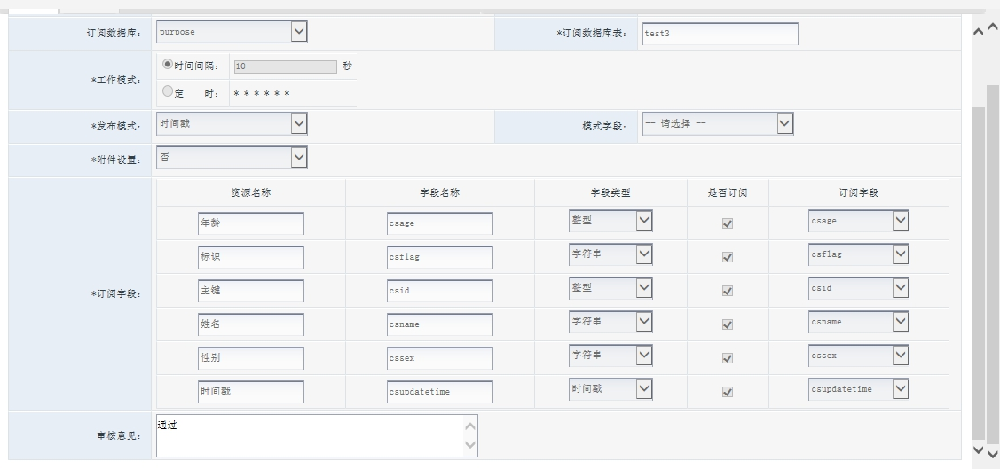 订阅数据库: purpose *订阅数据库表: test3
*工作模式: 时间间隔: 10 秒
定 时: * * * * * *
*发布模式: 时间戳 模式字段: -- 请选择 --
*附件设置: 否
资源名称 字段名称 字段类型 是否订阅 订阅字段
年龄 csage 整型 csage
标识 csflag 字符串 csflag
*订阅字段: 主键 csid 整型 csid
姓名 csname 字符串 csname
性别 cssex 字符串 cssex
时间戳 csupdatetime 时间戳 csupdatetime
审核意见: 通过